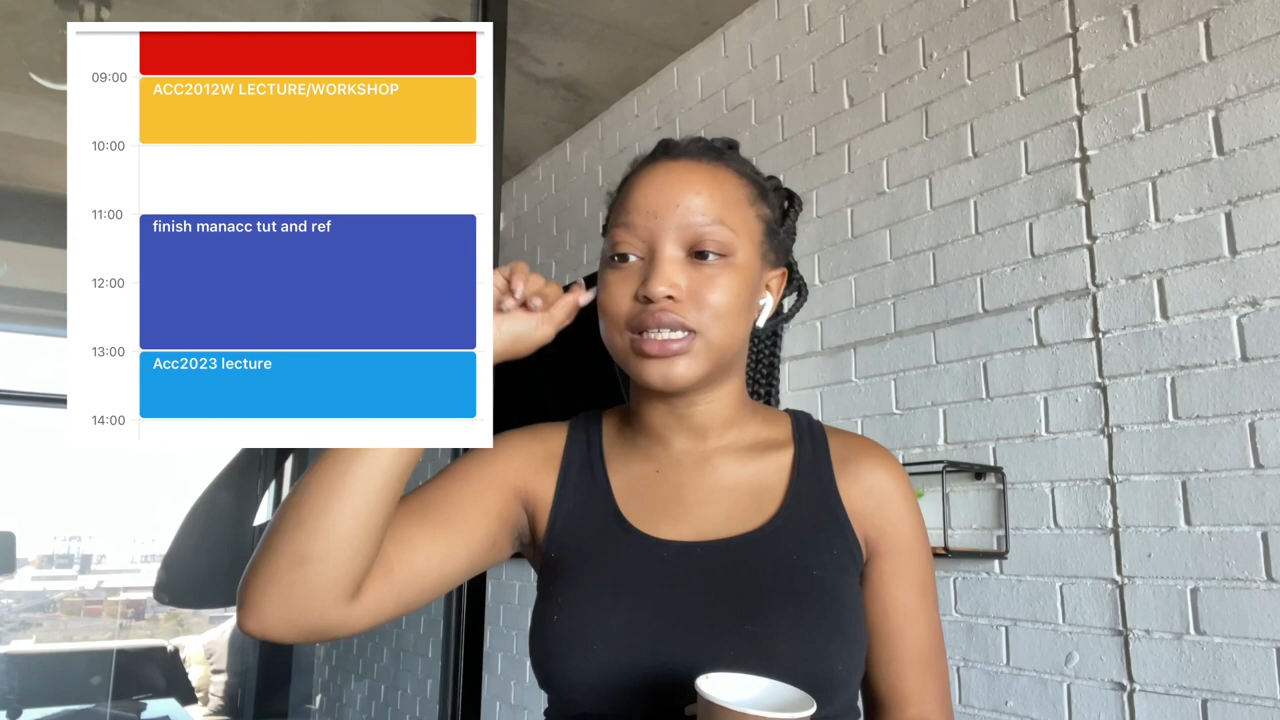 09:00
ACC2012W LECTURE/WORKSHOP
10:00
11:00
finish manacc tut and ref
12:00
13:00
Acc2023 lecture
14:00